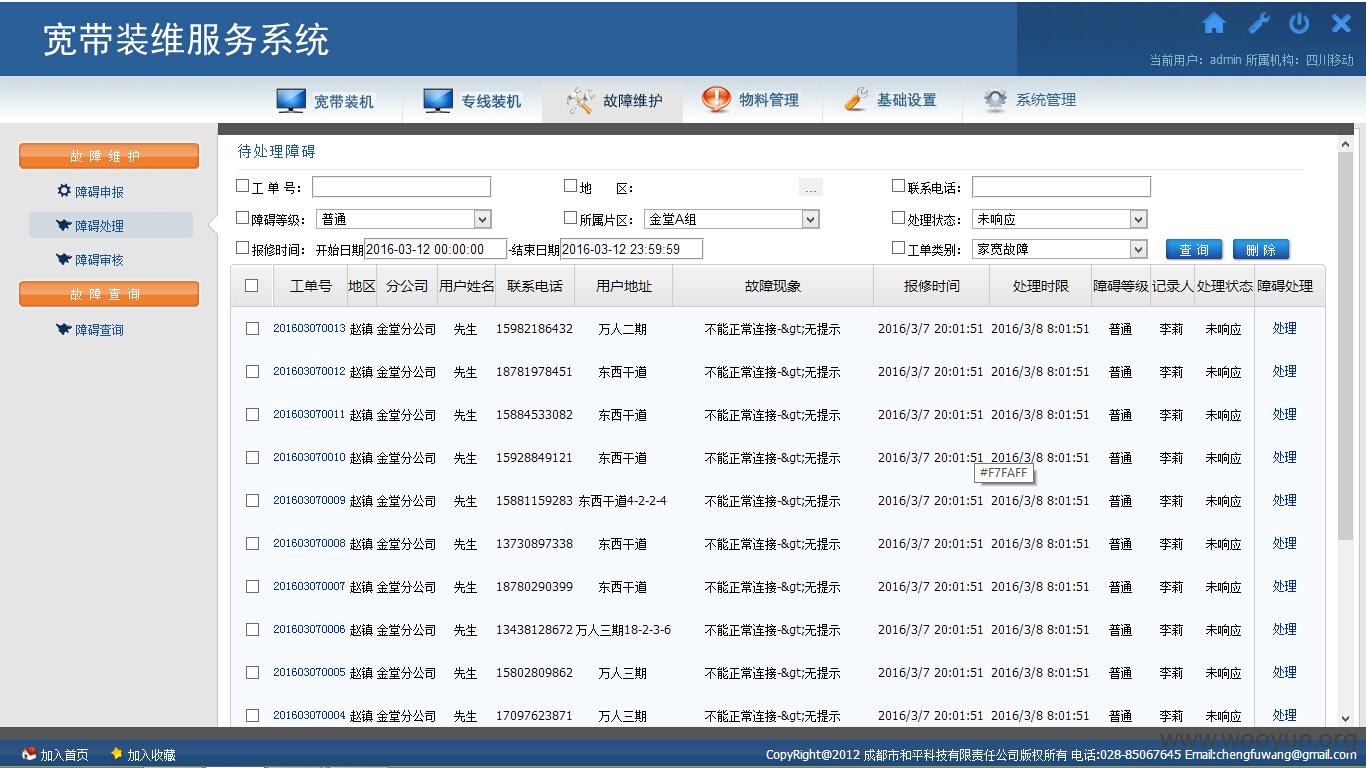 宽带装维服务系统
当前用户：admin 所属机构：四川移动
宽带装机 专线装机 故障维护 物料管理 基础设置 系统管理
故障维护
障碍申报
障碍处理
障碍审核
故障查询
障碍查询
待处理障碍
工单号： 地 区： ... 联系电话：
障碍等级： 普通 所属片区： 金堂A组 处理状态： 未响应
报修时间： 开始日期 2016-03-12 00:00:00 -结束日期 2016-03-12 23:59:59 工单类别： 家宽故障 查询 删除
工单号 地区 分公司 用户姓名 联系电话 用户地址 故障现象 报修时间 处理时限 障碍等级 记录人 处理状态 障碍处理
201603070013 赵镇 金堂分公司 先生 15982186432 万人二期 不能正常连接-&gt;无提示 2016/3/7 20:01:51 2016/3/8 8:01:51 普通 李莉 未响应 处理
201603070012 赵镇 金堂分公司 先生 18781978451 东西干道 不能正常连接-&gt;无提示 2016/3/7 20:01:51 2016/3/8 8:01:51 普通 李莉 未响应 处理
201603070011 赵镇 金堂分公司 先生 15884533082 东西干道 不能正常连接-&gt;无提示 2016/3/7 20:01:51 2016/3/8 8:01:51 普通 李莉 未响应 处理
201603070010 赵镇 金堂分公司 先生 15928849121 东西干道 不能正常连接-&gt;无提示 2016/3/7 20:01:51 2016/3/8 8:01:51 普通 李莉 未响应 处理
#F7FAFF
201603070009 赵镇 金堂分公司 先生 15881159283 东西干道4-2-2-4 不能正常连接-&gt;无提示 2016/3/7 20:01:51 2016/3/8 8:01:51 普通 李莉 未响应 处理
201603070008 赵镇 金堂分公司 先生 13730897338 东西干道 不能正常连接-&gt;无提示 2016/3/7 20:01:51 2016/3/8 8:01:51 普通 李莉 未响应 处理
201603070007 赵镇 金堂分公司 先生 18780290399 东西干道 不能正常连接-&gt;无提示 2016/3/7 20:01:51 2016/3/8 8:01:51 普通 李莉 未响应 处理
201603070006 赵镇 金堂分公司 先生 13438128672 万人三期18-2-3-6 不能正常连接-&gt;无提示 2016/3/7 20:01:51 2016/3/8 8:01:51 普通 李莉 未响应 处理
201603070005 赵镇 金堂分公司 先生 15802809862 万人三期 不能正常连接-&gt;无提示 2016/3/7 20:01:51 2016/3/8 8:01:51 普通 李莉 未响应 处理
201603070004 赵镇 金堂分公司 先生 17097623871 万人三期 不能正常连接-&gt;无提示 2016/3/7 20:01:51 2016/3/8 8:01:51 普通 李莉 未响应 处理
www.wooyun.org
加入首页 加入收藏 CopyRight@2012 成都市和平科技有限责任公司版权所有 电话:028-85067645 Email:chengfuwang@gmail.com